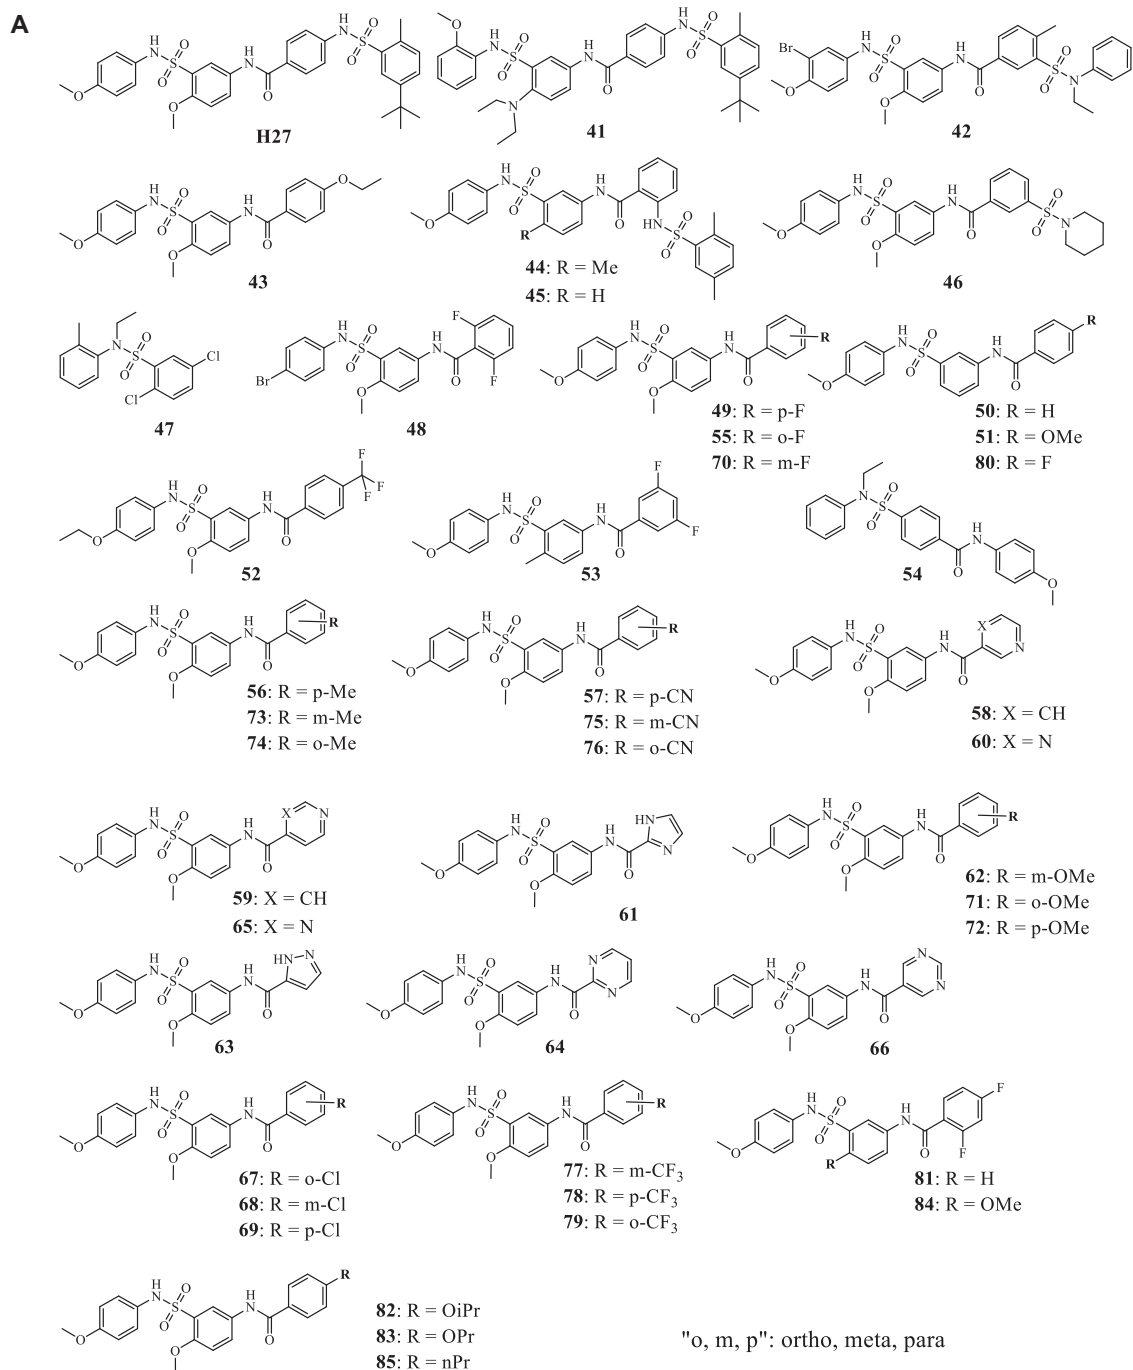 A
H27
41
42
43
44: R = Me
45: R = H
46
47
48
49: R = p-F
55: R = o-F
70: R = m-F
50: R = H
51: R = OMe
80: R = F
52
53
54
56: R = p-Me
73: R = m-Me
74: R = o-Me
57: R = p-CN
75: R = m-CN
76: R = o-CN
58: X = CH
60: X = N
59: X = CH
65: X = N
61
62: R = m-OMe
71: R = o-OMe
72: R = p-OMe
63
64
66
67: R = o-Cl
68: R = m-Cl
69: R = p-Cl
77: R = m-CF3
78: R = p-CF3
79: R = o-CF3
81: R = H
84: R = OMe
82: R = OiPr
83: R = OPr
85: R = nPr
"o, m, p": ortho, meta, para